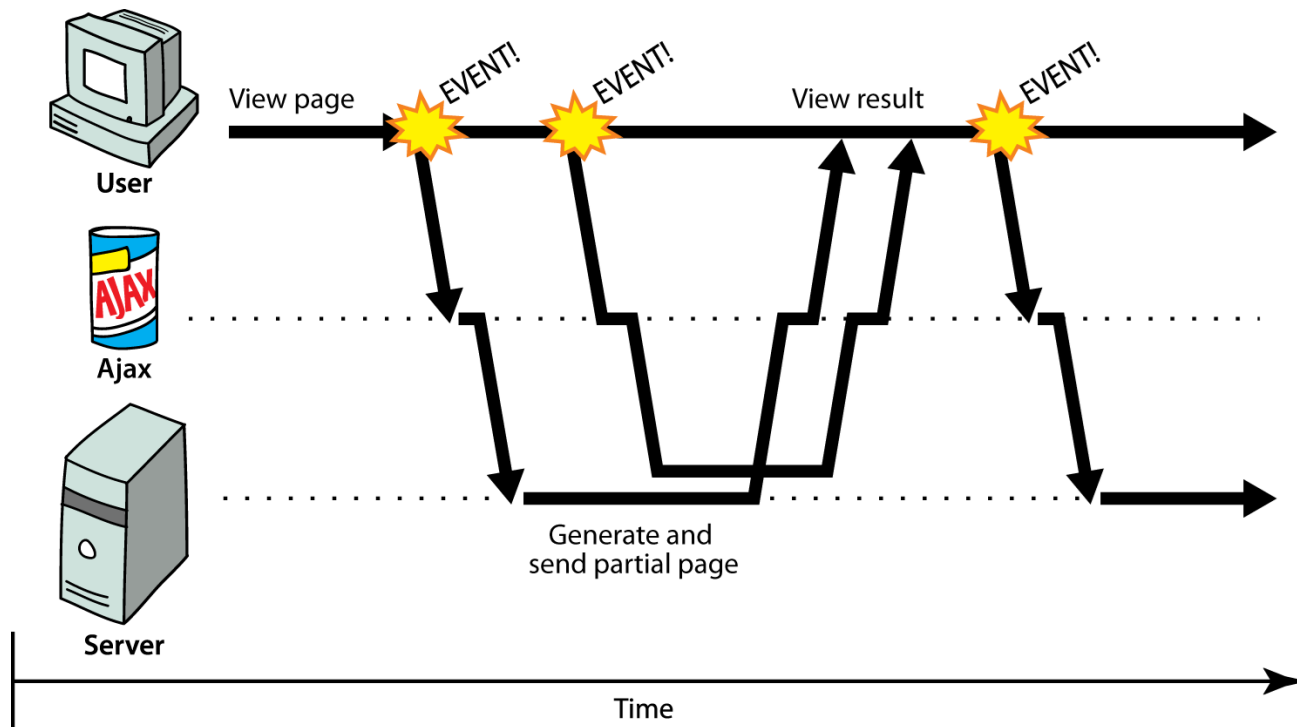 EVENT!
EVENT!
EVENT!
View page
View result
User
AJAX
Ajax
Generate and
send partial page
Server
Time